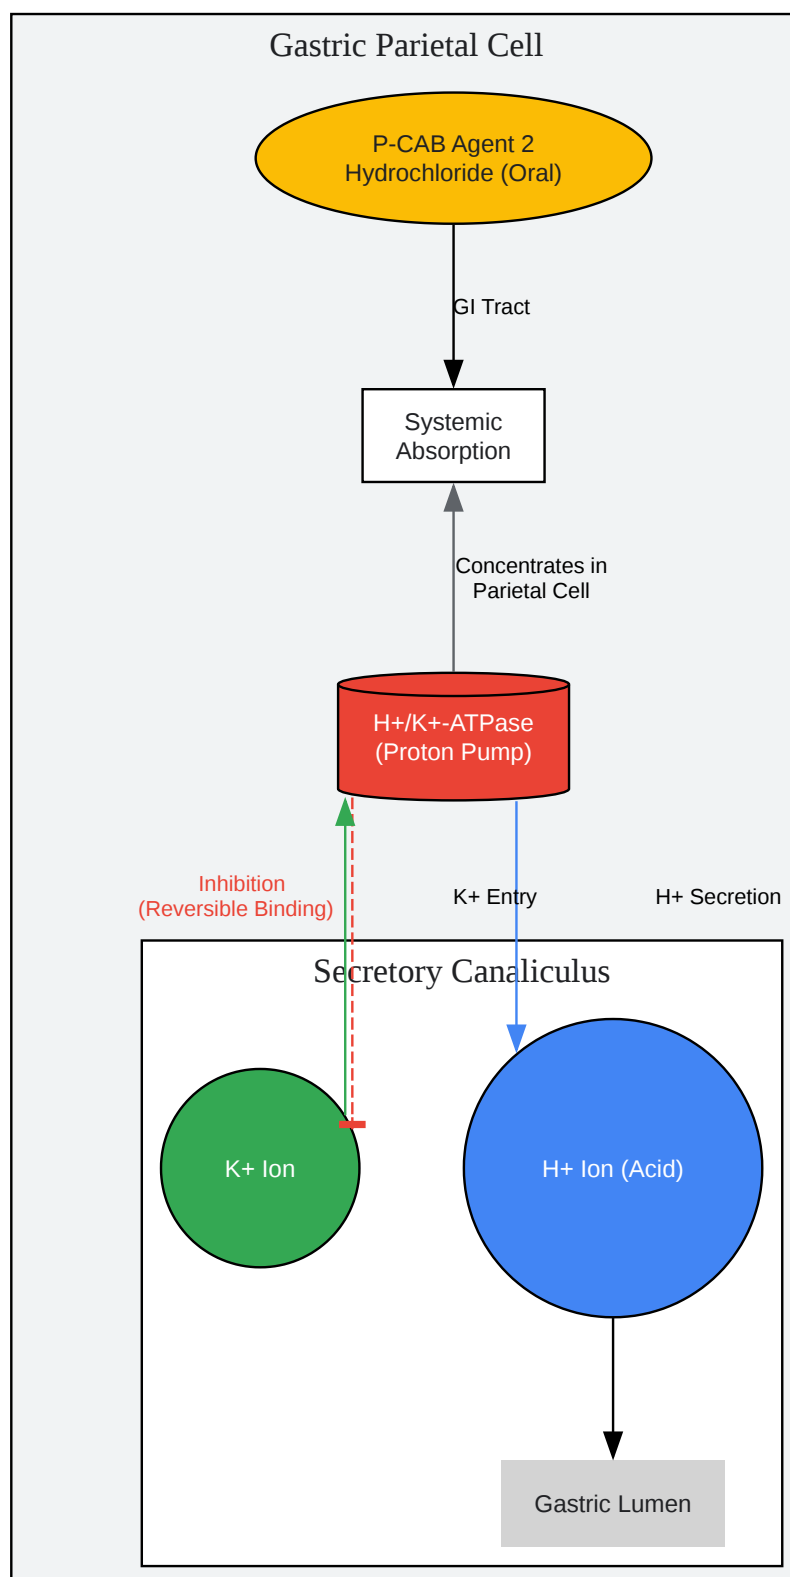 Gastric Parietal Cell
P-CAB Agent 2
Hydrochloride (Oral)
GI Tract
Systemic
Absorption
Concentrates in
Parietal Cell
H+/K+-ATPase
(Proton Pump)
Inhibition
(Reversible Binding)
K+ Entry
H+ Secretion
Secretory Canaliculus
K+ Ion
H+ Ion (Acid)
Gastric Lumen